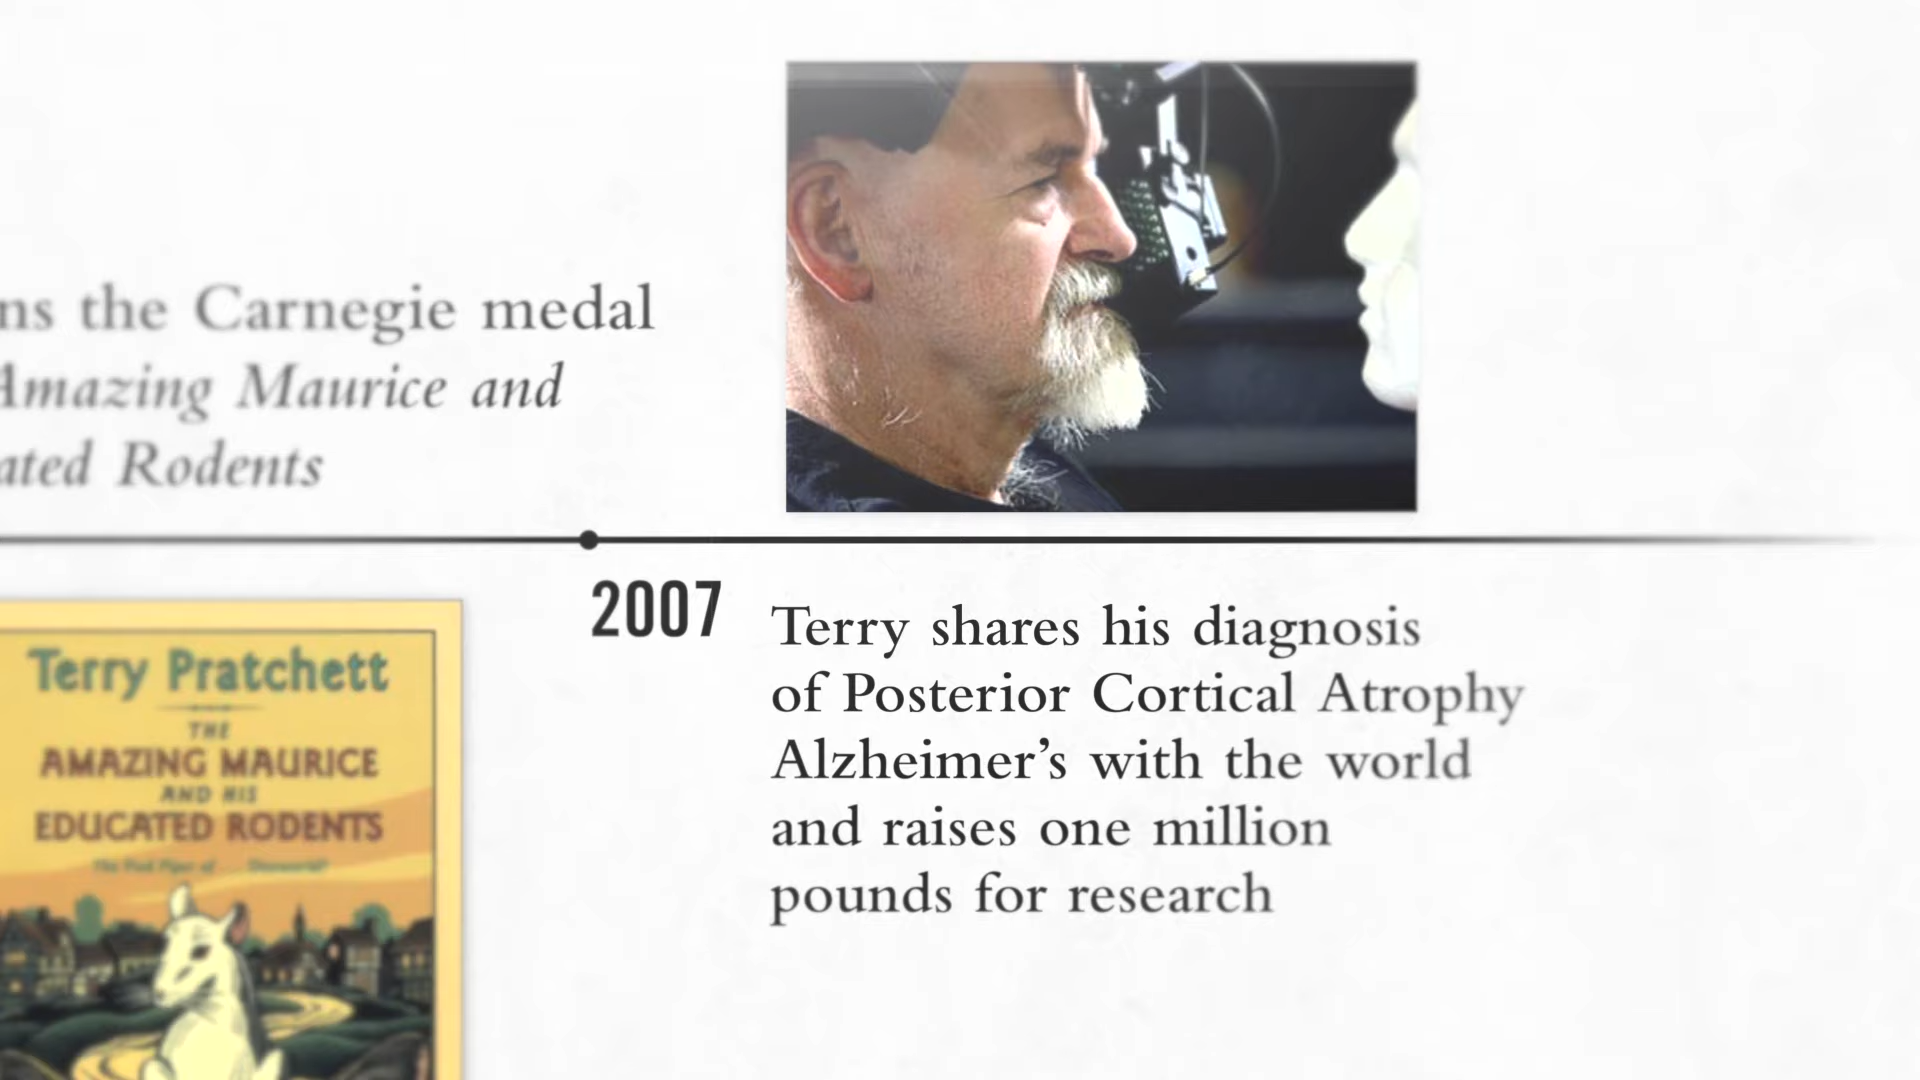 ns the Carnegie medal
Amazing Maurice and
ated Rodents
2007
Terry shares his diagnosis
of Posterior Cortical Atrophy
Alzheimer’s with the world
and raises one million
pounds for research
Terry Pratchett
THE
AMAZING MAURICE
AND HIS
EDUCATED RODENTS